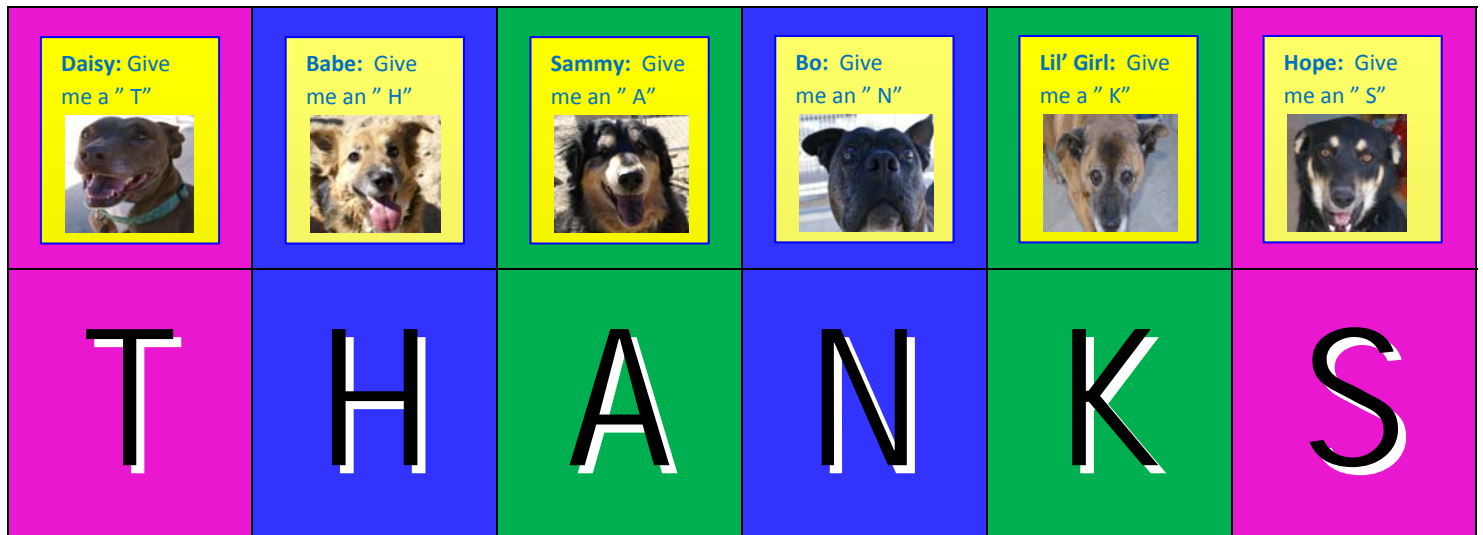 Daisy: Give
me a ” T”
Babe:  Give
me an ” H”
Sammy:  Give
me an ” A”
Bo:  Give
me an ” N”
Lil’ Girl:  Give
me a ” K”
Hope:  Give
me an ” S”
T H A N K S